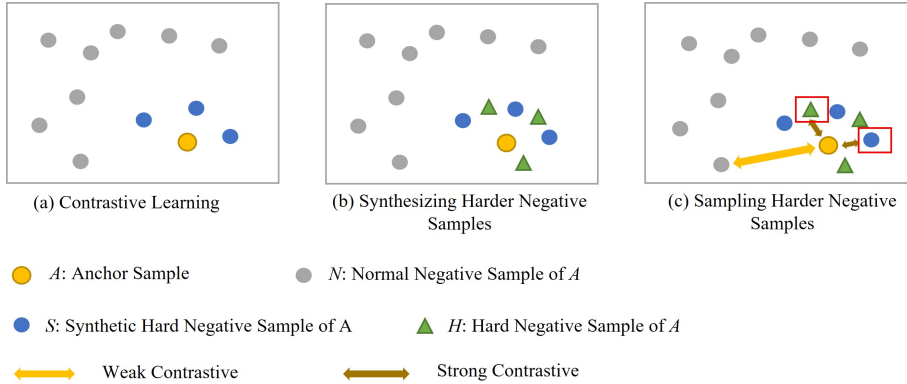 (a) Contrastive Learning
(b) Synthesizing Harder Negative
Samples
(c) Sampling Harder Negative
Samples
A: Anchor Sample
N: Normal Negative Sample of A
S: Synthetic Hard Negative Sample of A
H: Hard Negative Sample of A
Weak Contrastive
Strong Contrastive